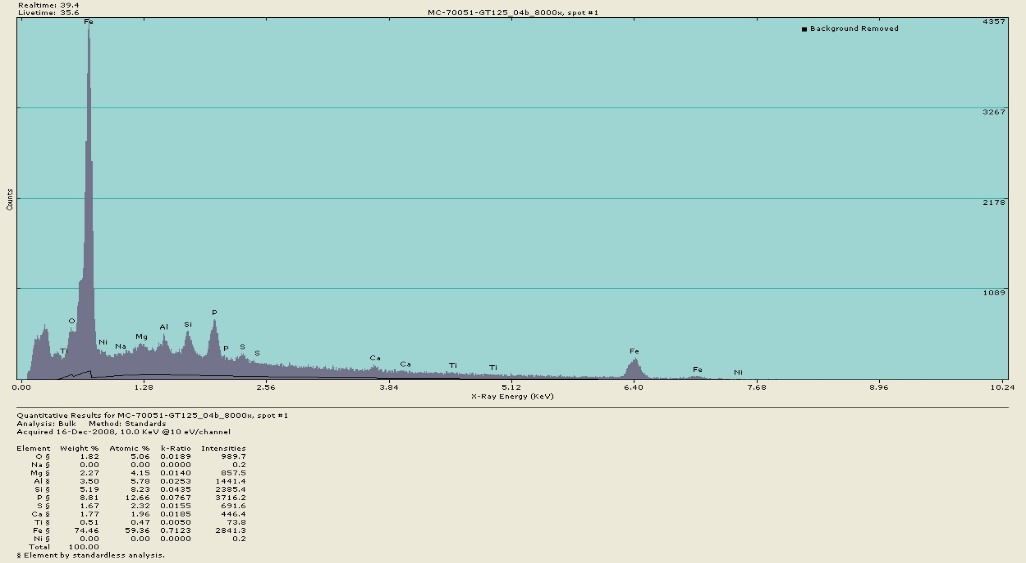 Realtime: 39.4
Livetime: 35.6
MC-70051-GT125_04b_8000x, spot #1
Fe
4357
Background Removed
3267
Counts
2178
1089
O
Ti
Ni
Na
Mg
Al
Si
P
P
S
S
Ca
Ca
Ti
Ti
Fe
Fe
Ni
0.00 1.28 2.56 3.84 5.12 6.40 7.68 8.96 10.24
X-Ray Energy (KeV)
Quantitative Results for MC-70051-GT125_04b_8000x, spot #1
Analysis: Bulk Method: Standards
Acquired 16-Dec-2008, 10.0 KeV @10 eV/channel
Element Weight % Atomic % k-Ratio Intensities
O § 1.82 5.06 0.0189 989.7
Na § 0.00 0.00 0.0000 0.2
Mg § 2.27 4.15 0.0140 857.5
Al § 3.50 5.78 0.0253 1441.4
Si § 5.19 8.23 0.0435 2385.4
P § 8.81 12.66 0.0767 3716.2
S § 1.67 2.32 0.0155 691.6
Ca § 1.77 1.96 0.0185 446.4
Ti § 0.51 0.47 0.0050 73.8
Fe § 74.46 59.36 0.7123 2841.3
Ni § 0.00 0.00 0.0000 0.2
Total 100.00
§ Element by standardless analysis.